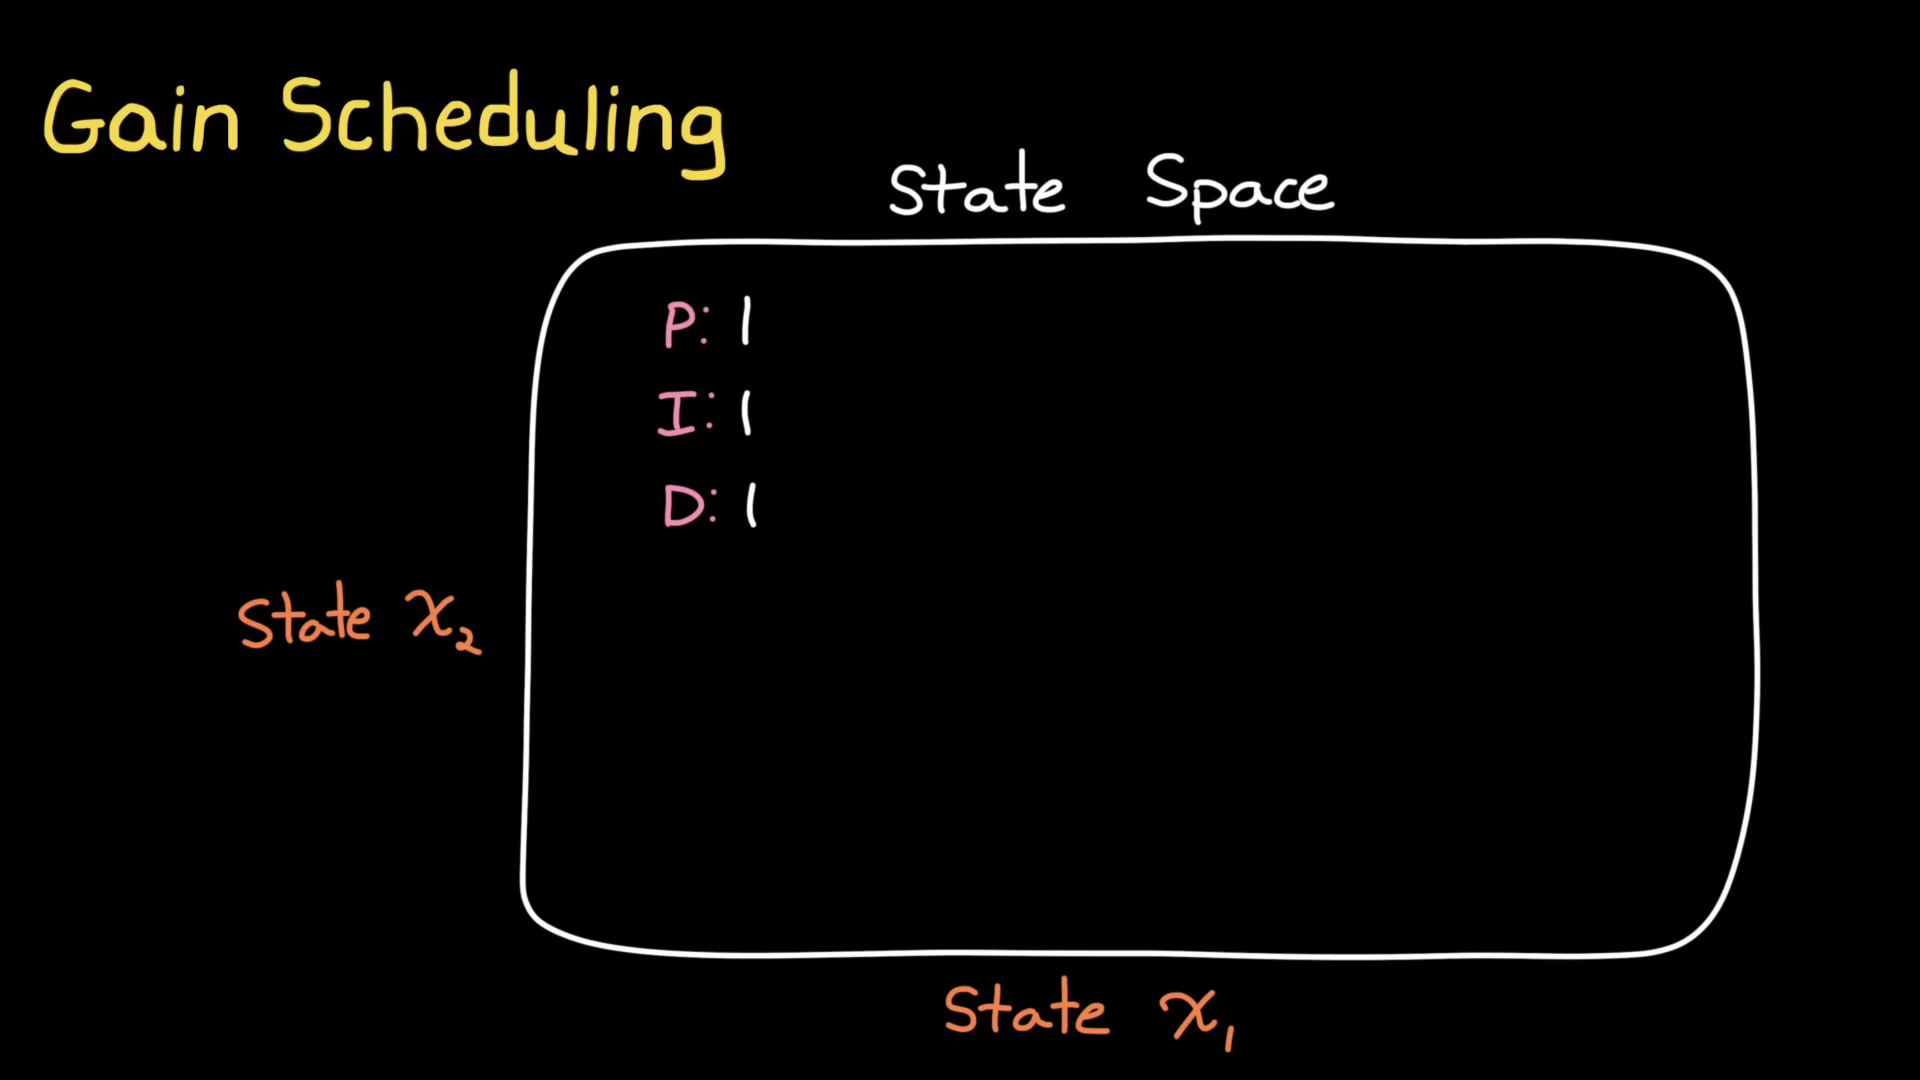 Gain Scheduling
State Space
P: 1
I: 1
D: 1
State x₂
State x₁